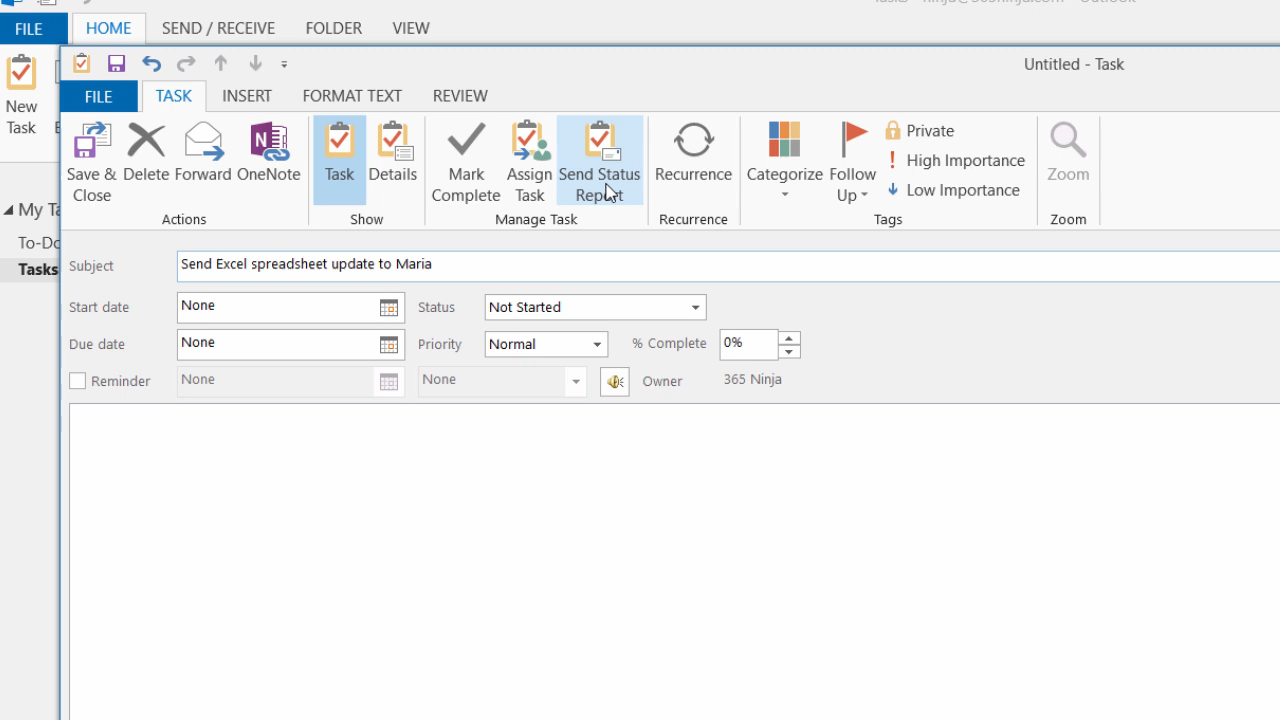 FILE HOME SEND / RECEIVE FOLDER VIEW
Untitled - Task
New
Task
FILE TASK INSERT FORMAT TEXT REVIEW
Save &
Close
Delete
Forward
OneNote
Actions
Task
Details
Show
Mark
Complete
Assign
Task
Send Status
Report
Manage Task
Recurrence
Recurrence
Categorize
Follow
Up
Private
High Importance
Low Importance
Tags
Zoom
Zoom
My Ta
To-Do
Tasks
Subject Send Excel spreadsheet update to Maria
Start date None Status Not Started
Due date None Priority Normal % Complete 0%
Reminder None None Owner 365 Ninja